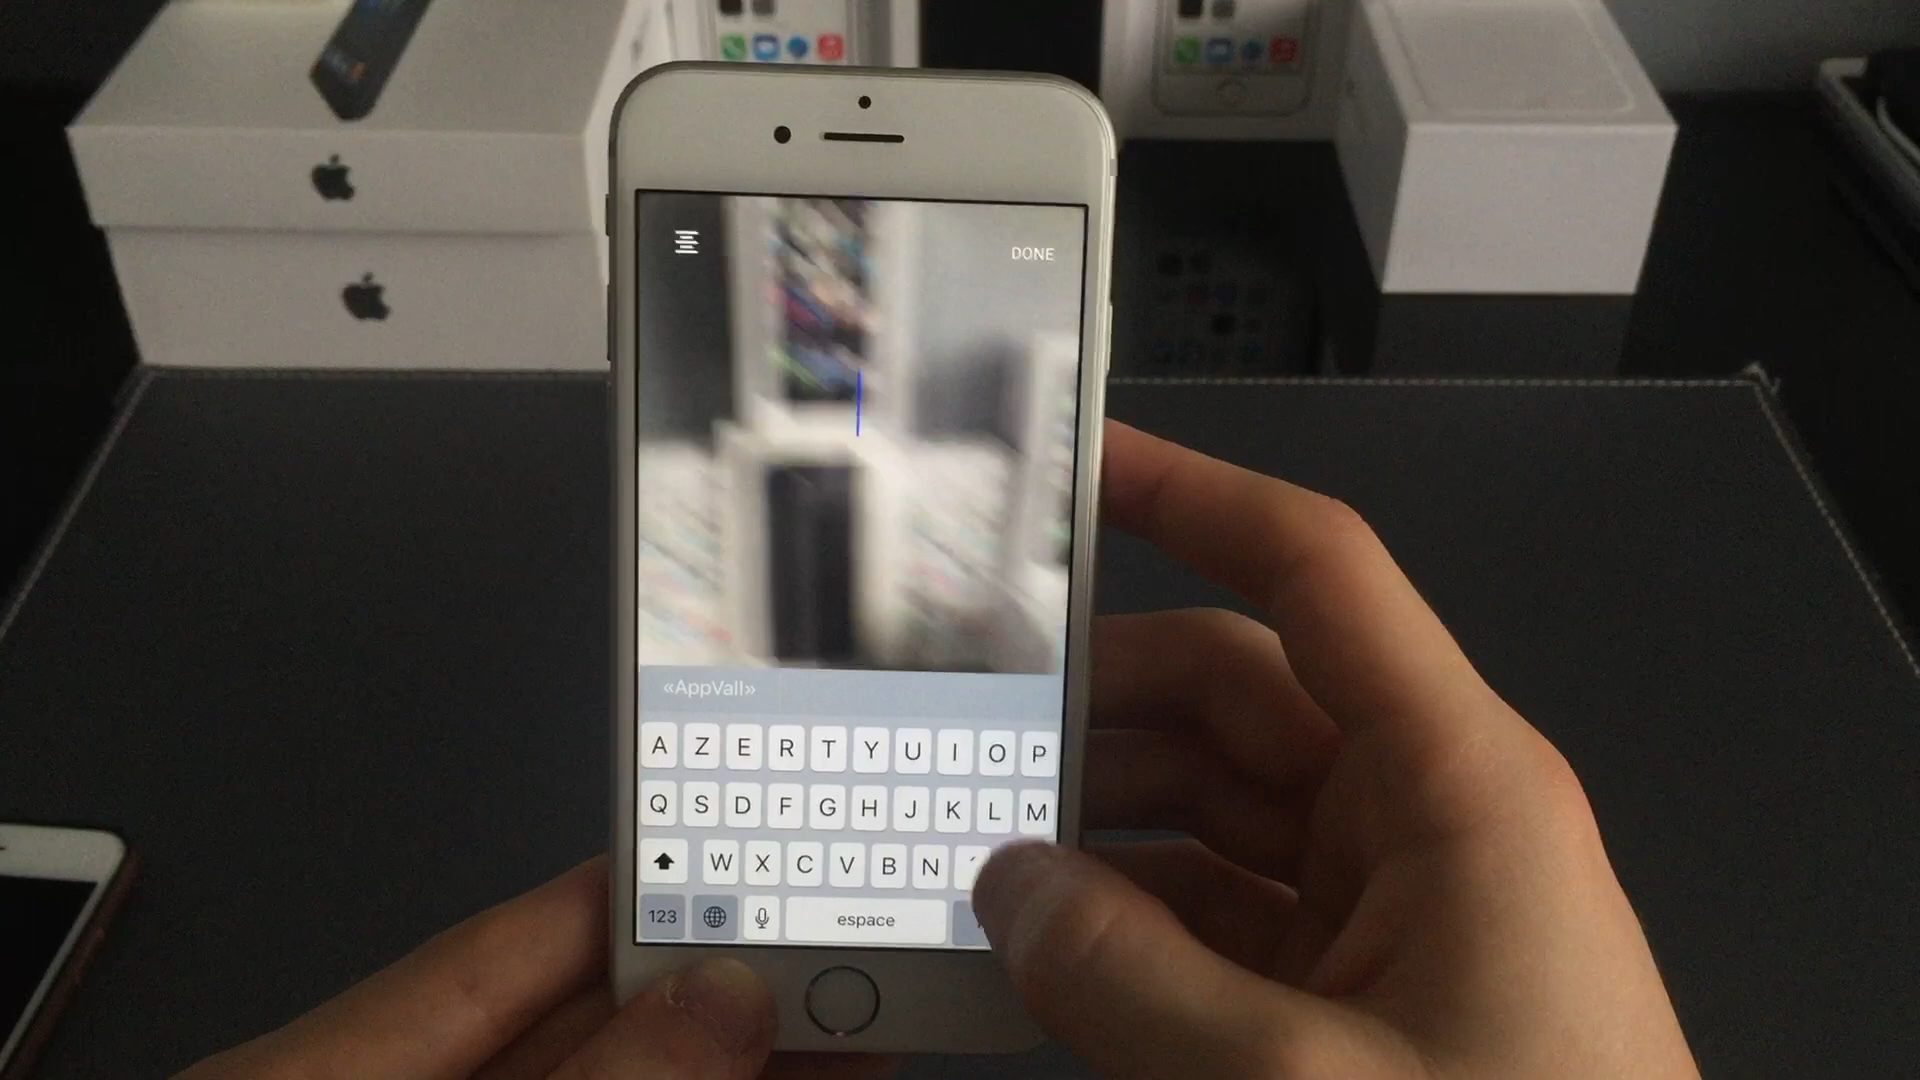 DONE
«AppVall»
A Z E R T Y U I O P
Q S D F G H J K L M
W X C V B N ´
123 espace